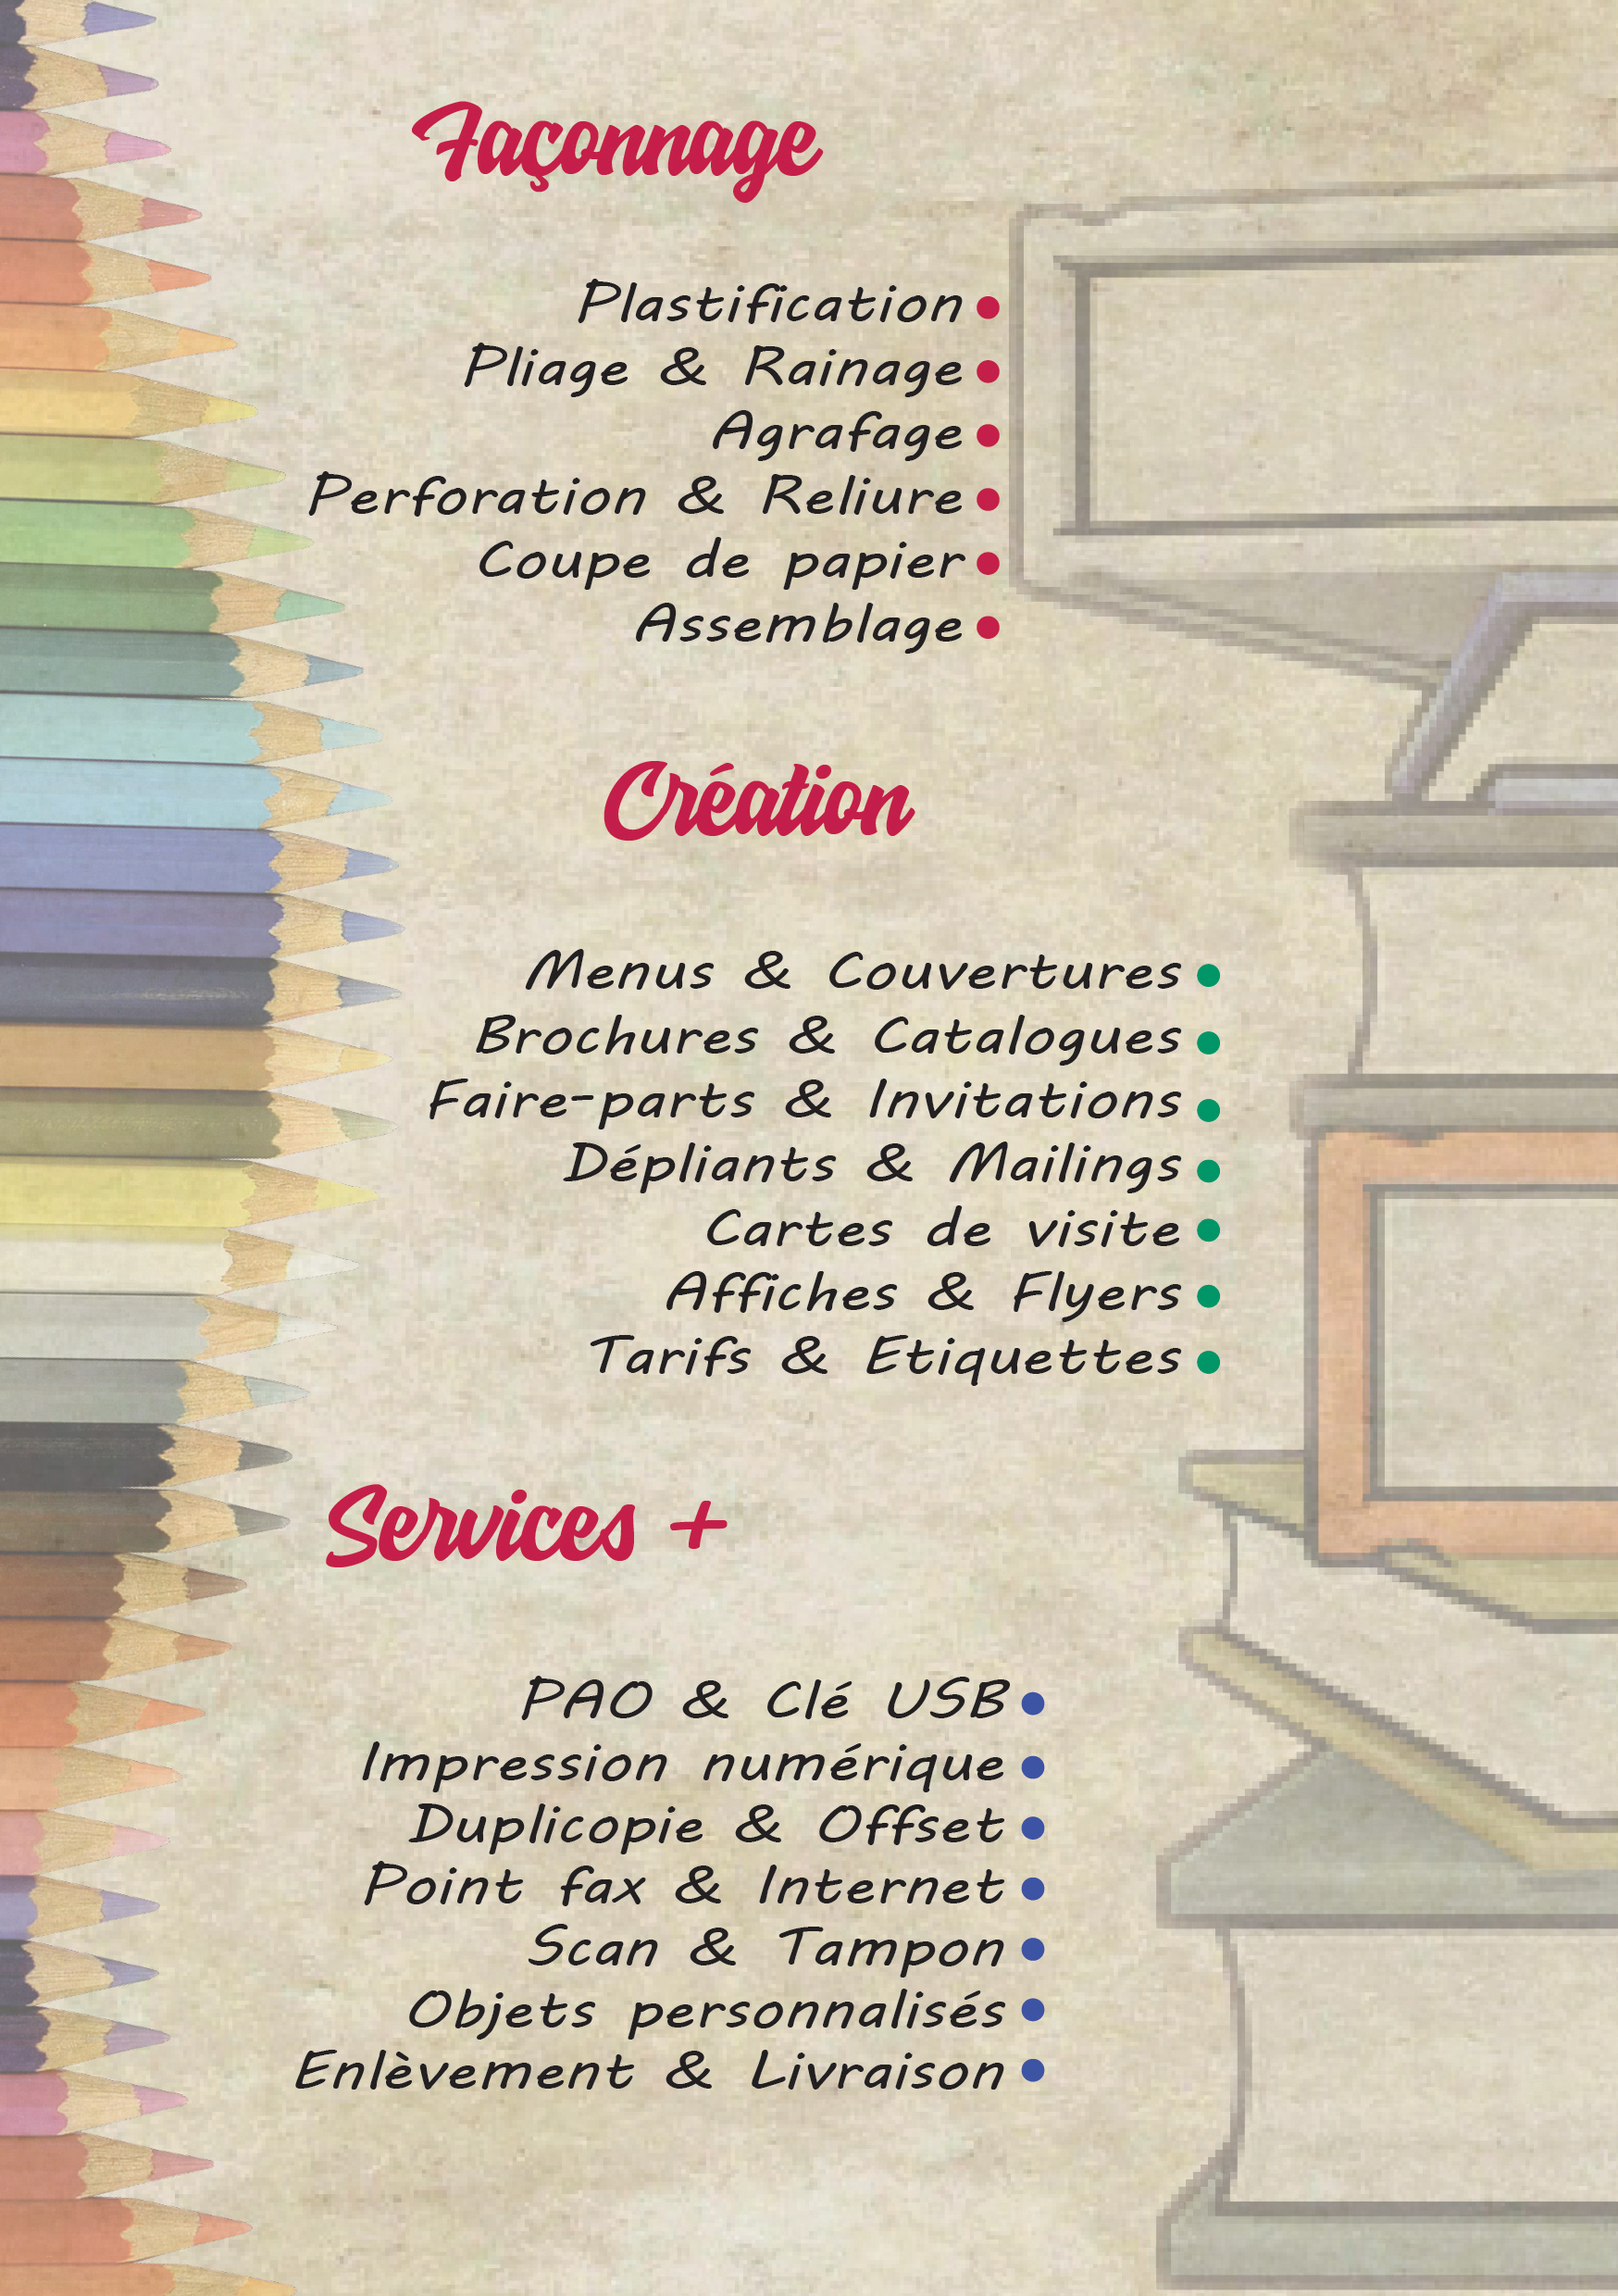 Façonnage
Plastification
Pliage & Rainage
Agrafage
Perforation & Reliure
Coupe de papier
Assemblage
Création
Menus & Couvertures
Brochures & Catalogues
Faire-parts & Invitations
Dépliants & Mailings
Cartes de visite
Affiches & Flyers
Tarifs & Etiquettes
Services +
PAO & Clé USB
Impression numérique
Duplicopie & Offset
Point fax & Internet
Scan & Tampon
Objets personnalisés
Enlèvement & Livraison